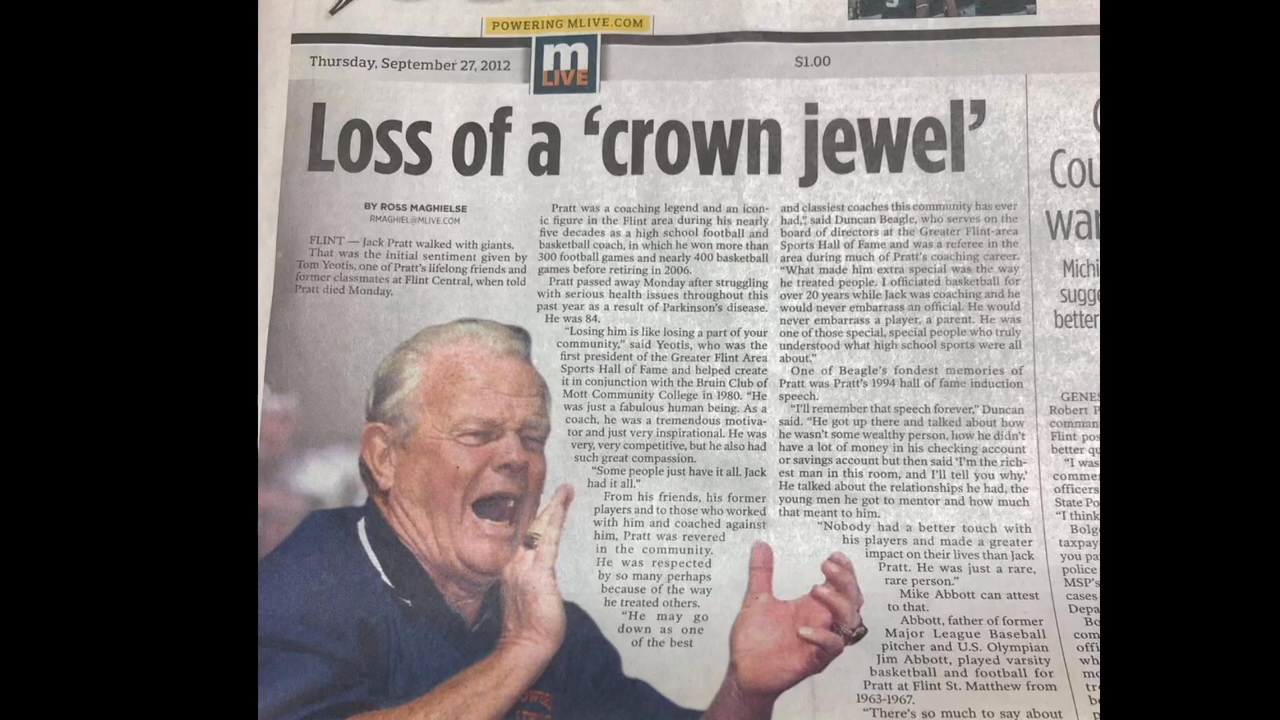 POWERING MLIVE.COM
Thursday, September 27, 2012
m
LIVE
$1.00
Loss of a ‘crown jewel’
BY ROSS MAGHIELSE
RMAGHIEL@MLIVE.COM
FLINT — Jack Pratt walked with giants.
That was the initial sentiment given by
Tom Yeotis, one of Pratt's lifelong friends and
former classmates at Flint Central, when told
Pratt died Monday.
Pratt was a coaching legend and an icon-
ic figure in the Flint area during his nearly
five decades as a high school football and
basketball coach, in which he won more than
300 football games and nearly 400 basketball
games before retiring in 2006.
Pratt passed away Monday after struggling
with serious health issues throughout this
past year as a result of Parkinson's disease.
He was 84.
"Losing him is like losing a part of your
community," said Yeotis, who was the
first president of the Greater Flint Area
Sports Hall of Fame and helped create
it in conjunction with the Bruin Club of
Mott Community College in 1980. "He
was just a fabulous human being. As a
coach, he was a tremendous motiva-
tor and just very inspirational. He was
very, very competitive, but he also had
such great compassion.
"Some people just have it all. Jack
had it all."
From his friends, his former
players and to those who worked
with him and coached against
him, Pratt was revered
in the community.
He was respected
by so many perhaps
because of the way
he treated others.
"He may go
down as one
of the best
and classiest coaches this community has ever
had," said Duncan Beagle, who serves on the
board of directors at the Greater Flint-area
Sports Hall of Fame and was a referee in the
area during much of Pratt's coaching career.
"What made him extra special was the way
he treated people. I officiated basketball for
over 20 years while Jack was coaching and he
would never embarrass an official. He would
never embarrass a player, a parent. He was
one of those special, special people who truly
understood what high school sports were all
about."
One of Beagle's fondest memories of
Pratt was Pratt's 1994 hall of fame induction
speech.
"I'll remember that speech forever," Duncan
said. "He got up there and talked about how
he wasn't some wealthy person, how he didn't
have a lot of money in his checking account
or savings account but then said 'I'm the rich-
est man in this room, and I'll tell you why.'
He talked about the relationships he had, the
young men he got to mentor and how much
that meant to him.
"Nobody had a better touch with
his players and made a greater
impact on their lives than Jack
Pratt. He was just a rare,
rare person."
Mike Abbott can attest
to that.
Abbott, father of former
Major League Baseball
pitcher and U.S. Olympian
Jim Abbott, played varsity
basketball and football for
Pratt at Flint St. Matthew from
1963-1967.
"There's so much to say about
Cou
wa
Michi
sugge
better
GENES
Robert P
comman
Flint pos
better qu
"I was
comme
officers
State Po
"I think
Bolg
taxpay
you pa
police
MSP's
cases
Depa
Bo
com
offi
wh
mo
tr
b